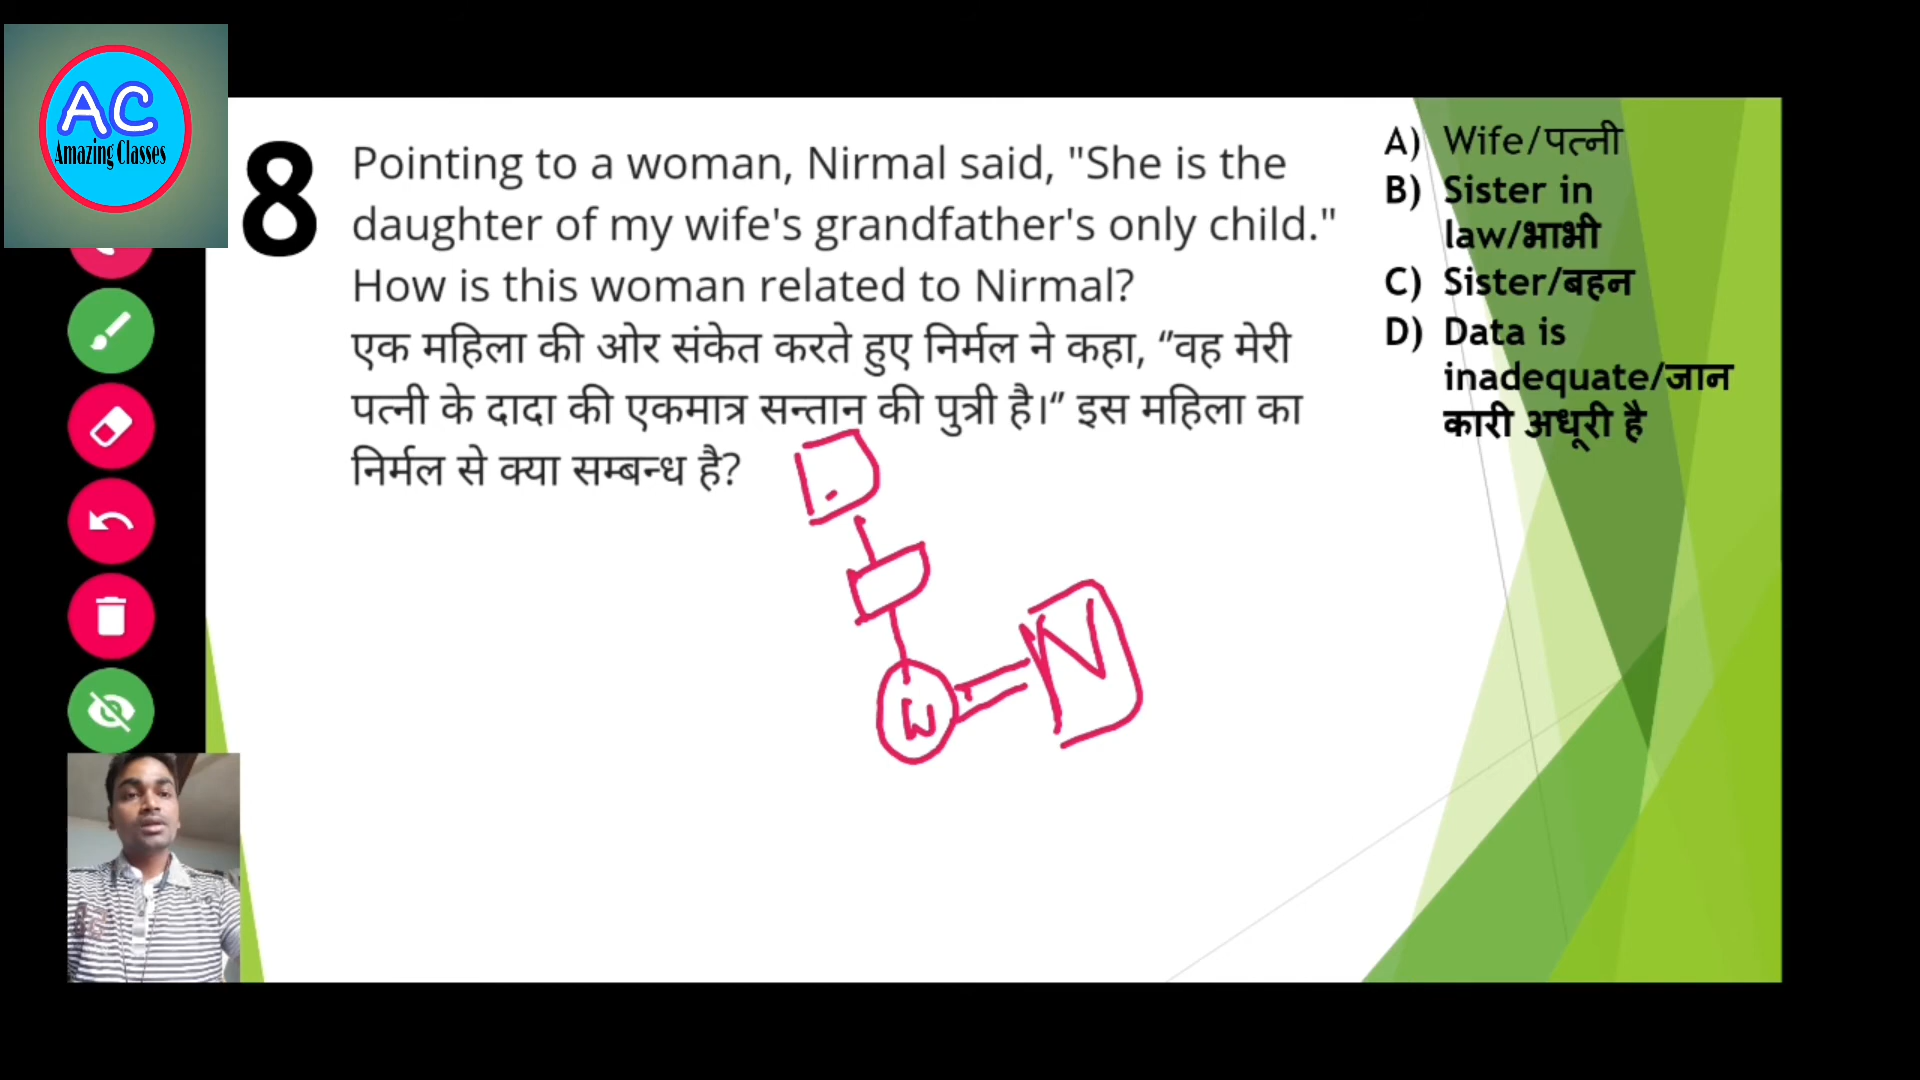 AC
Amazing Classes
8
Pointing to a woman, Nirmal said, "She is the
daughter of my wife's grandfather's only child."
How is this woman related to Nirmal?
एक महिला की ओर संकेत करते हुए निर्मल ने कहा, “वह मेरी
पत्नी के दादा की एकमात्र सन्तान की पुत्री है।“ इस महिला का
निर्मल से क्या सम्बन्ध है?
A) Wife/पत्नी
B) Sister in
law/भाभी
C) Sister/बहन
D) Data is
inadequate/जान
कारी अधूरी है
W
N